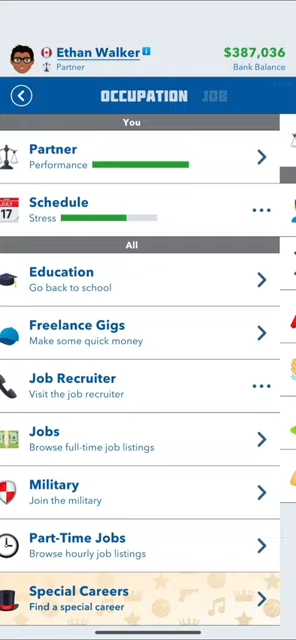 Ethan Walker i
Partner
$387,036
Bank Balance
OCCUPATION JOB
You
Partner
Performance
JULY
17
Schedule
Stress
All
Education
Go back to school
Freelance Gigs
Make some quick money
Job Recruiter
Visit the job recruiter
Jobs
Browse full-time job listings
Military
Join the military
Part-Time Jobs
Browse hourly job listings
Special Careers
Find a special career